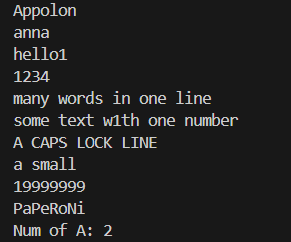 Appolon
anna
hello1
1234
many words in one line
some text w1th one number
A CAPS LOCK LINE
a small
19999999
PaPeRoNi
Num of A: 2